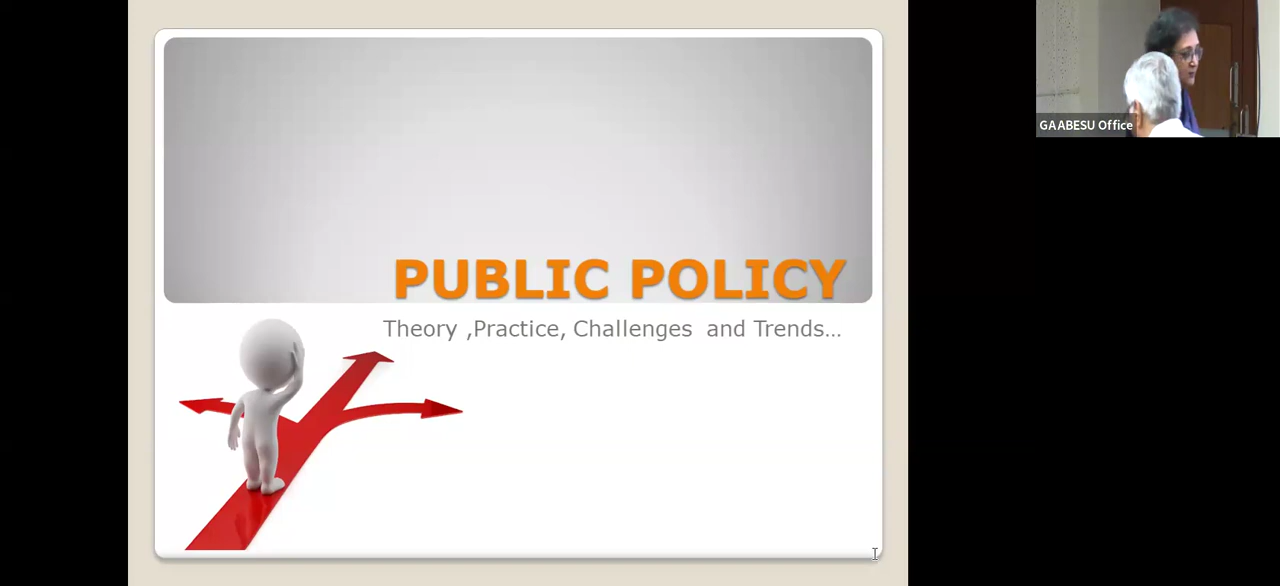 PUBLIC POLICY
Theory ,Practice, Challenges and Trends...
GAABESU Office